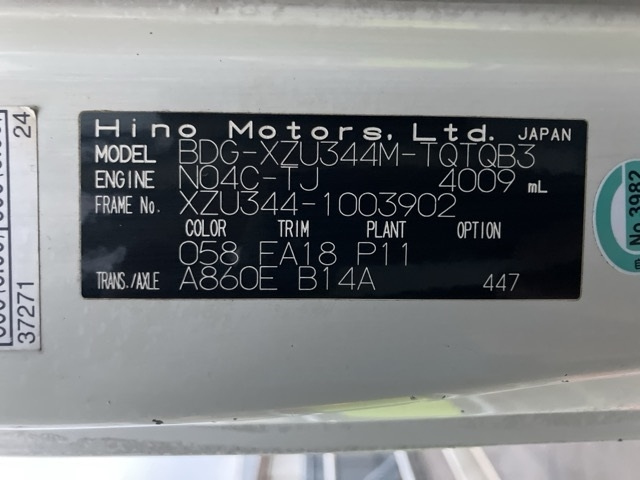 Hino Motors, Ltd. JAPAN
MODEL BDG-XZU344M-TQTQB3
ENGINE N04C-TJ 4009 mL
FRAME No. XZU344-1003902
COLOR TRIM PLANT OPTION
058 FA18 P11
TRANS./AXLE A860E B14A 447
24
37271
No.3982